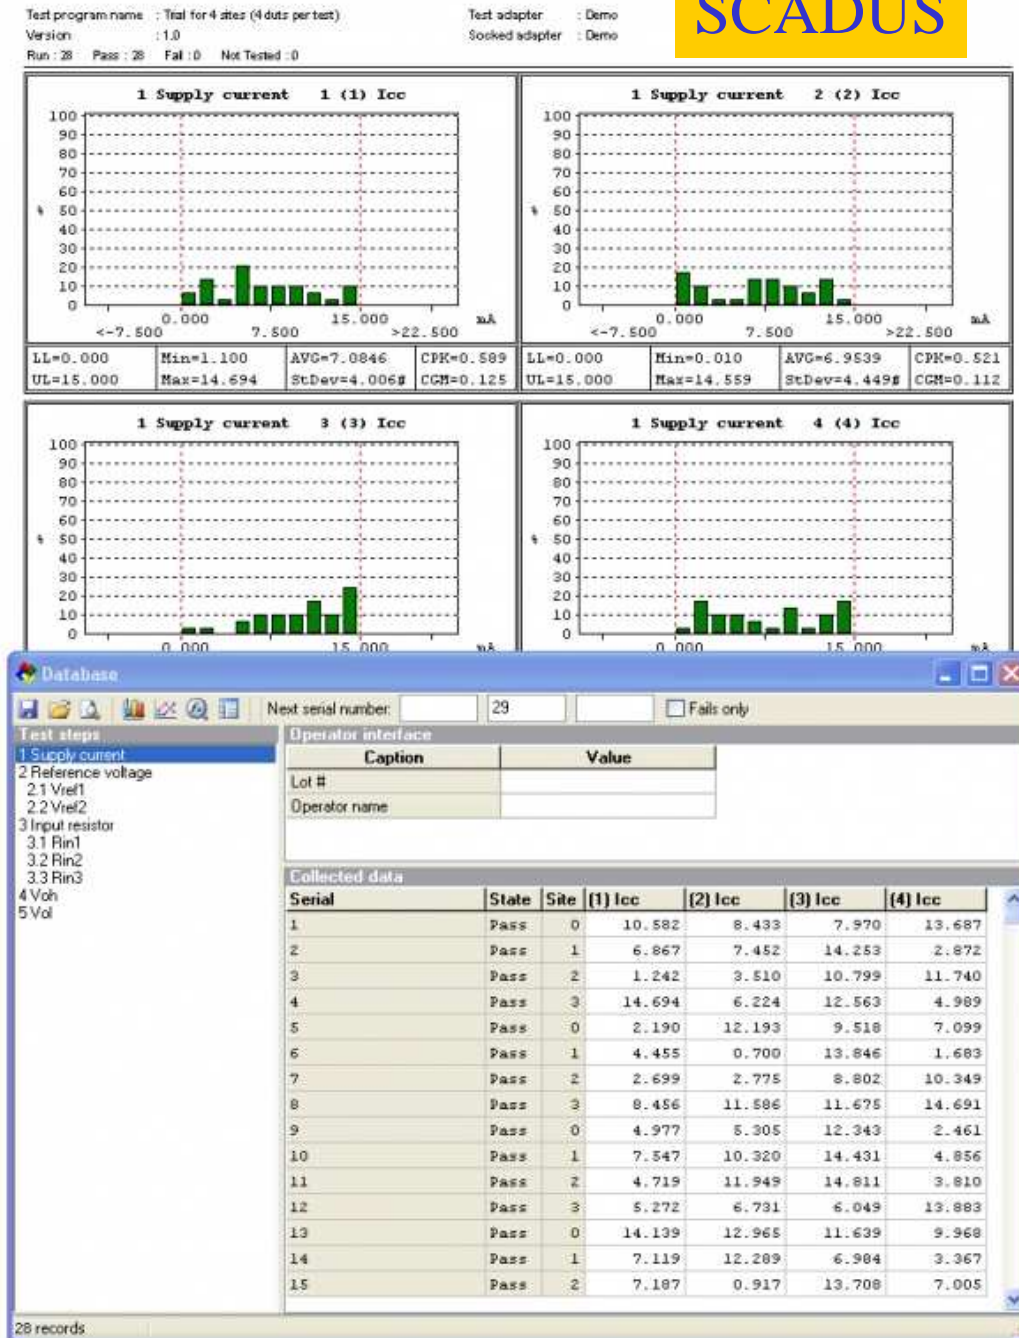 SCADUS
Test program name : Trial for 4 sites (4 duts per test) Test adapter : Demo
Version : 1.0 Socked adapter : Demo
Run : 28 Pass : 28 Fail : 0 Not Tested : 0
1 Supply current 1 (1) Icc
100
90
80
70
60
% 50
40
30
20
10
0
0.000 15.000 mA
<-7.500 7.500 >22.500
LL=0.000 Min=1.100 AVG=7.0846 CPK=0.589
UL=15.000 Max=14.694 StDev=4.006 CGM=0.125
1 Supply current 2 (2) Icc
100
90
80
70
60
% 50
40
30
20
10
0
0.000 15.000 mA
<-7.500 7.500 >22.500
LL=0.000 Min=0.010 AVG=6.9539 CPK=0.521
UL=15.000 Max=14.559 StDev=4.449 CGM=0.112
1 Supply current 3 (3) Icc
100
90
80
70
60
% 50
40
30
20
10
0
0.000 15.000 mA
1 Supply current 4 (4) Icc
100
90
80
70
60
% 50
40
30
20
10
0
0.000 15.000 mA
Database
Next serial number: 29 Fails only
Test steps
1 Supply current
2 Reference voltage
2.1 Vref1
2.2 Vref2
3 Input resistor
3.1 Rin1
3.2 Rin2
3.3 Rin3
4 Voh
5 Vol
Operator interface
Caption Value
Lot #
Operator name
Collected data
Serial State Site (1) Icc (2) Icc (3) Icc (4) Icc
1 Pass 0 10.582 8.433 7.970 13.687
2 Pass 1 6.867 7.452 14.253 2.872
3 Pass 2 1.242 3.510 10.799 11.740
4 Pass 3 14.694 6.224 12.563 4.989
5 Pass 0 2.190 12.193 9.518 7.099
6 Pass 1 4.455 0.700 13.846 1.683
7 Pass 2 2.699 2.775 8.802 10.349
8 Pass 3 8.456 11.586 11.675 14.691
9 Pass 0 4.977 5.305 12.343 2.461
10 Pass 1 7.547 10.320 14.431 4.856
11 Pass 2 4.719 11.949 14.811 3.810
12 Pass 3 5.272 6.731 6.049 13.883
13 Pass 0 14.139 12.965 11.639 9.968
14 Pass 1 7.119 12.289 6.984 3.367
15 Pass 2 7.187 0.917 13.708 7.005
28 records